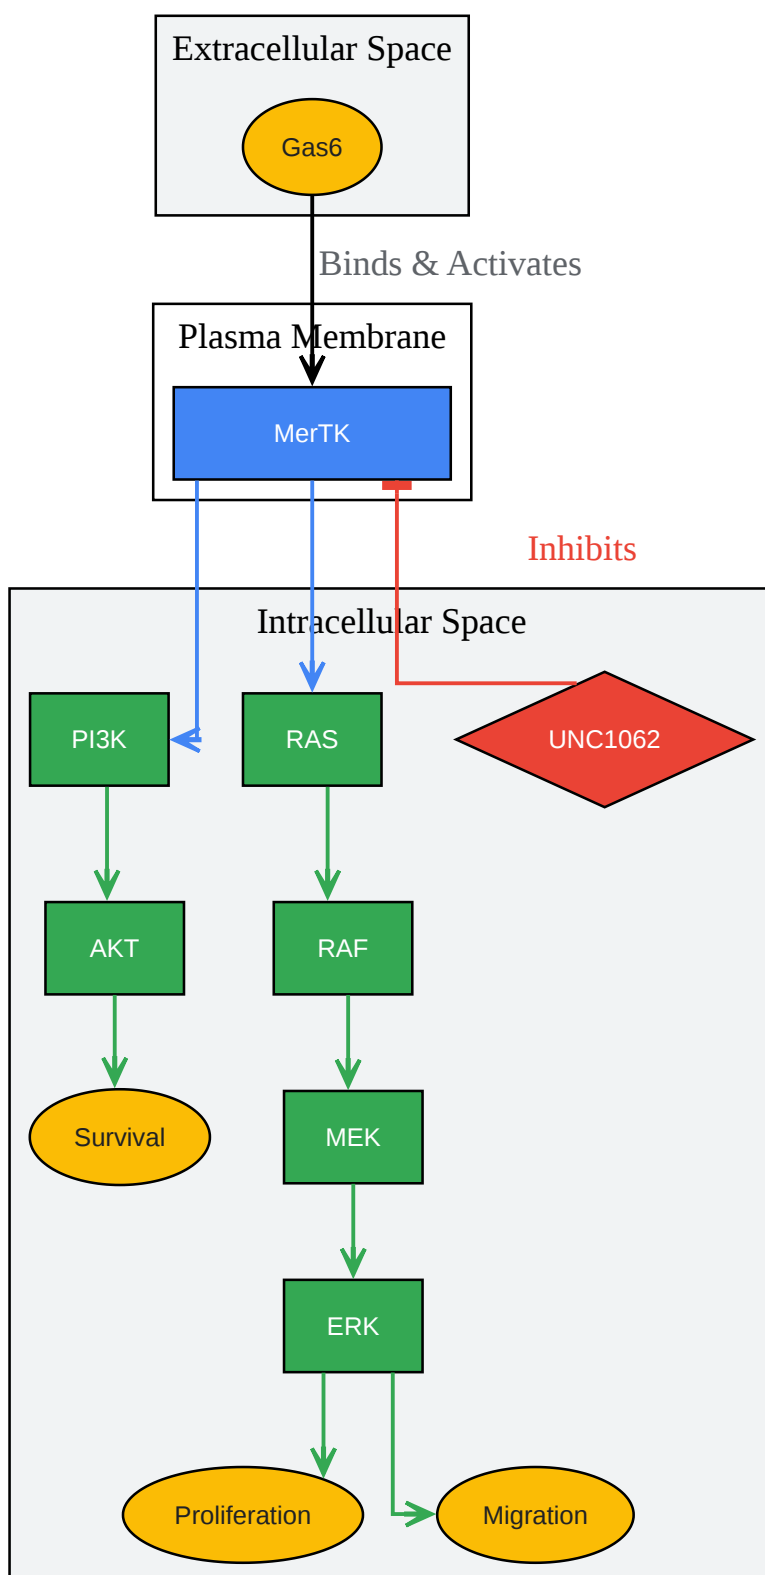 Extracellular Space
Gas6
Binds & Activates
Plasma Membrane
MerTK
Inhibits
Intracellular Space
PI3K
RAS
UNC1062
AKT
RAF
Survival
MEK
ERK
Proliferation
Migration